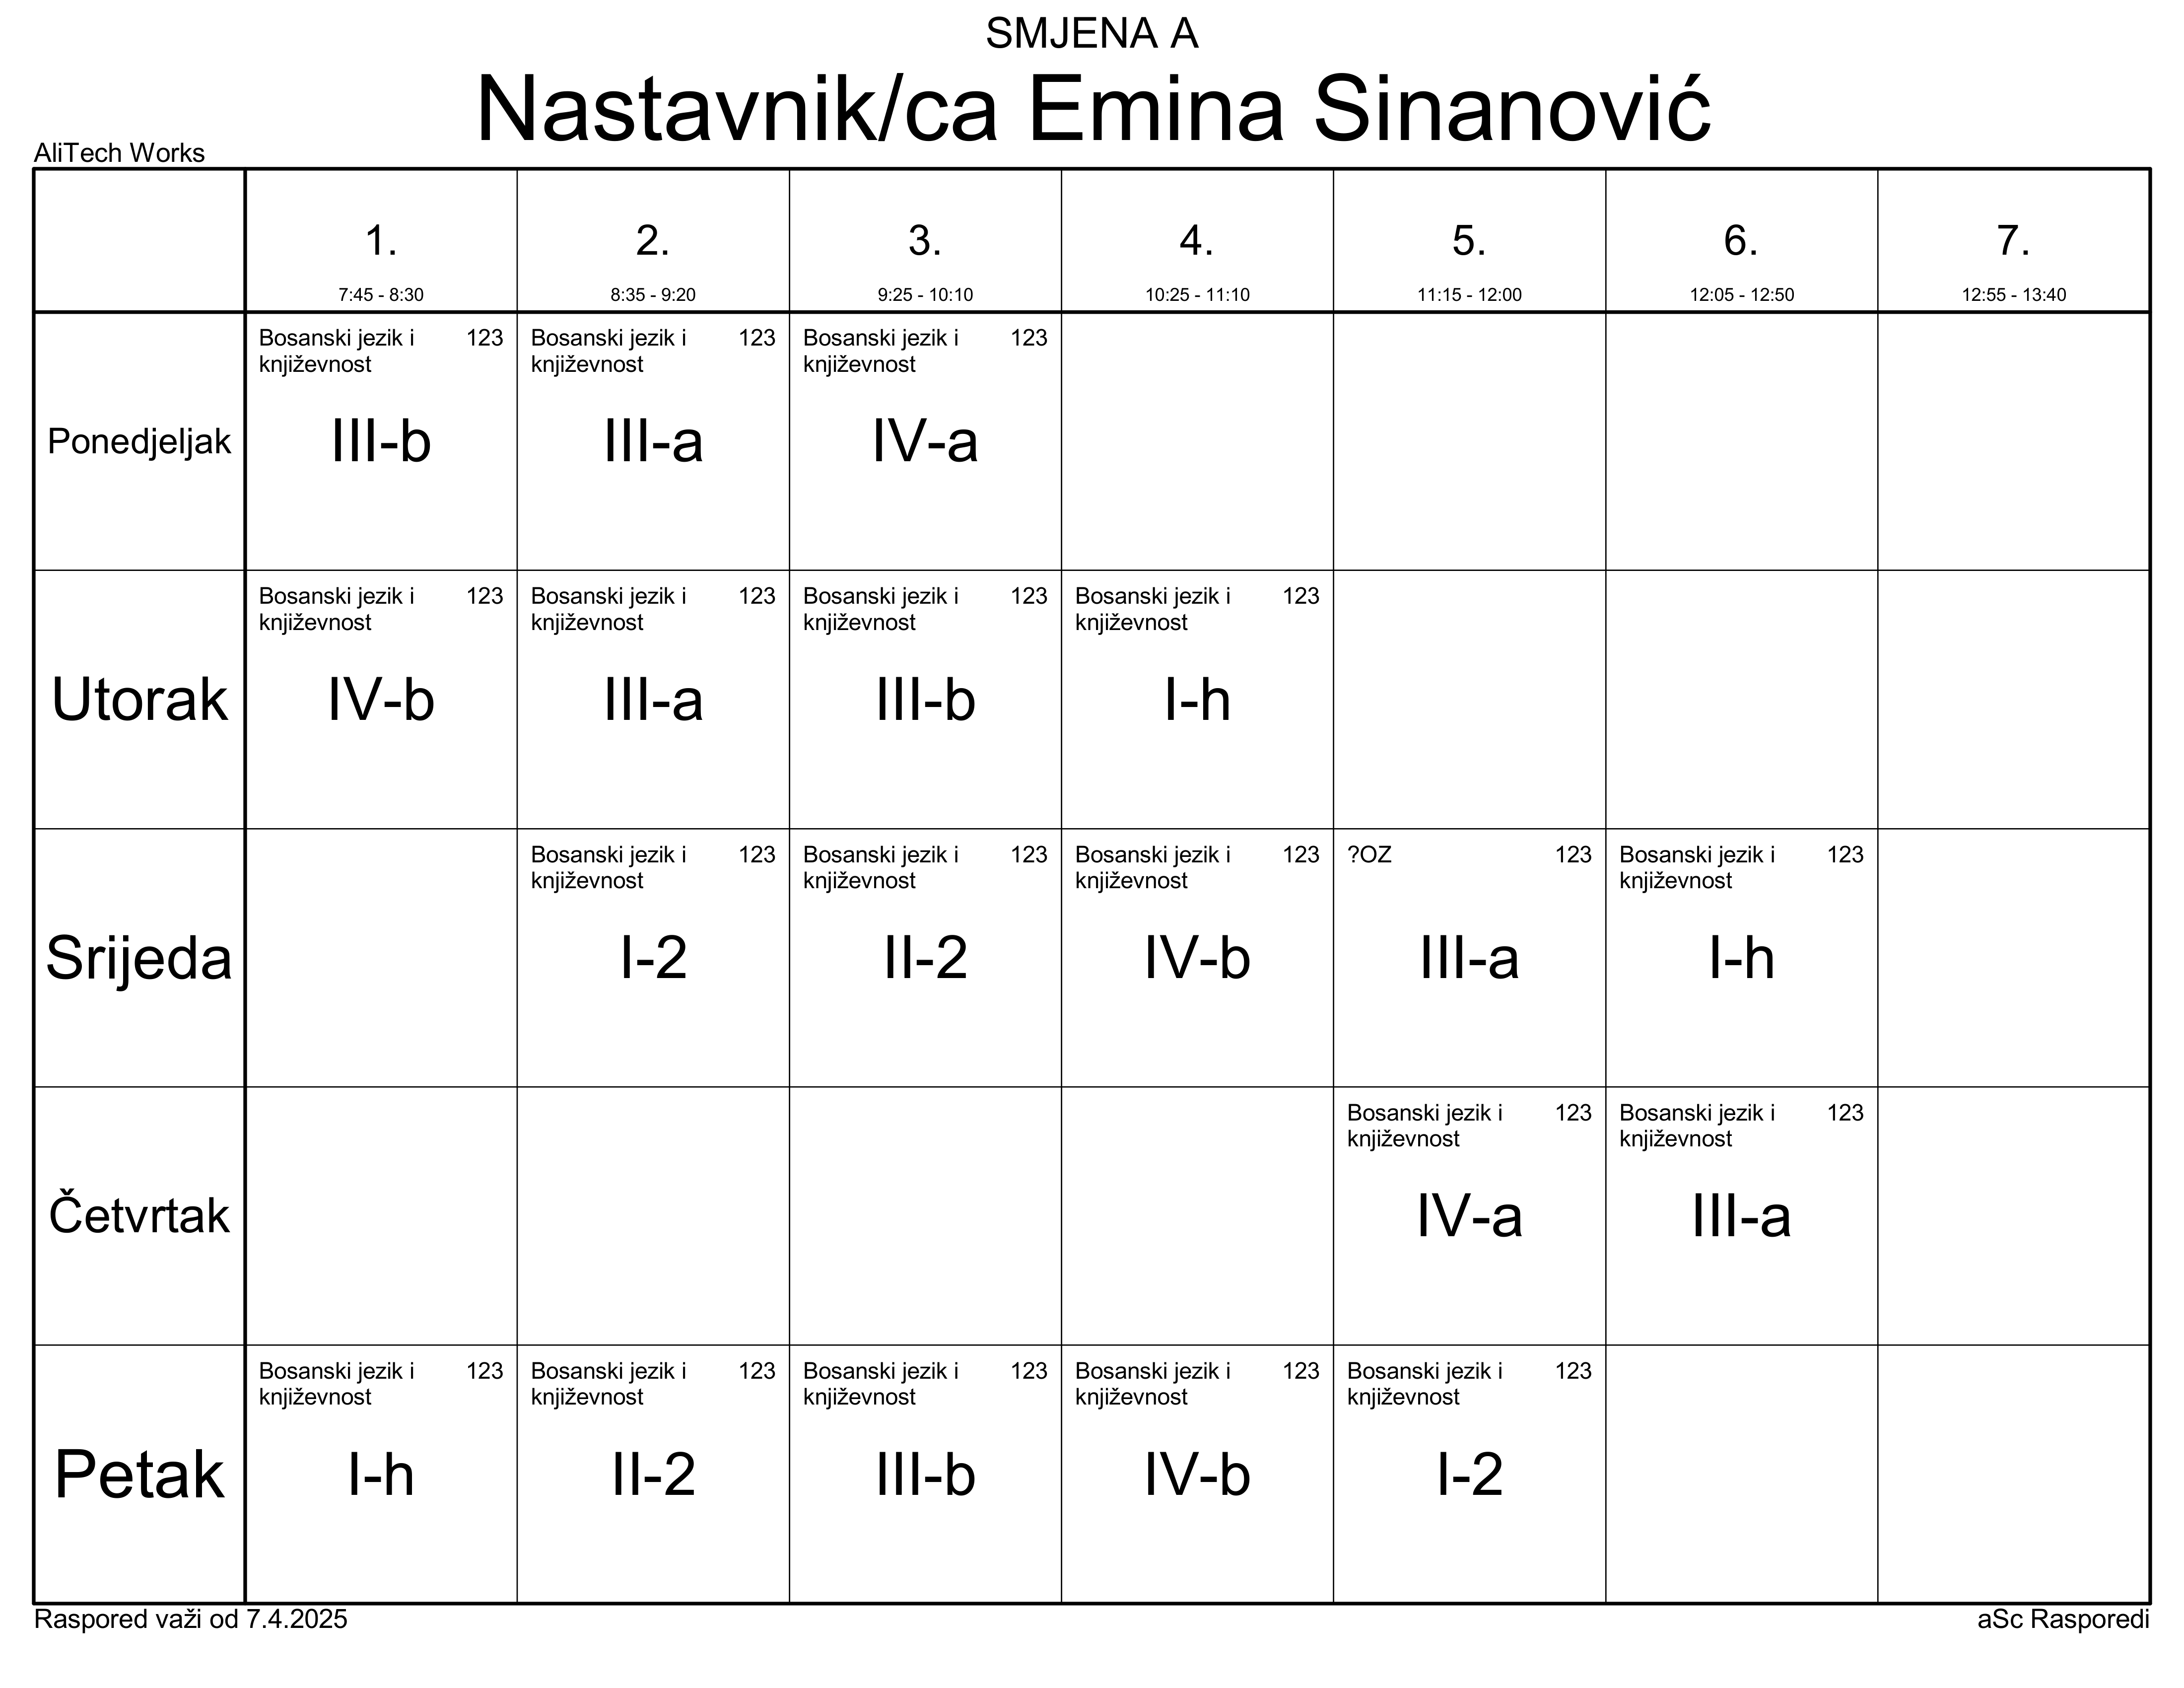 SMJENA A
Nastavnik/ca Emina Sinanović
AliTech Works
1. 2. 3. 4. 5. 6. 7.
7:45 - 8:30 8:35 - 9:20 9:25 - 10:10 10:25 - 11:10 11:15 - 12:00 12:05 - 12:50 12:55 - 13:40
Bosanski jezik i 123 Bosanski jezik i 123 Bosanski jezik i 123
književnost književnost književnost
Ponedjeljak III-b III-a IV-a
Bosanski jezik i 123 Bosanski jezik i 123 Bosanski jezik i 123 Bosanski jezik i 123
književnost književnost književnost književnost
Utorak IV-b III-a III-b I-h
Bosanski jezik i 123 Bosanski jezik i 123 Bosanski jezik i 123 ?OZ 123 Bosanski jezik i 123
književnost književnost književnost književnost
Srijeda I-2 II-2 IV-b III-a I-h
Bosanski jezik i 123 Bosanski jezik i 123
književnost književnost
Četvrtak IV-a III-a
Bosanski jezik i 123 Bosanski jezik i 123 Bosanski jezik i 123 Bosanski jezik i 123 Bosanski jezik i 123
književnost književnost književnost književnost književnost
Petak I-h II-2 III-b IV-b I-2
Raspored važi od 7.4.2025 aSc Rasporedi